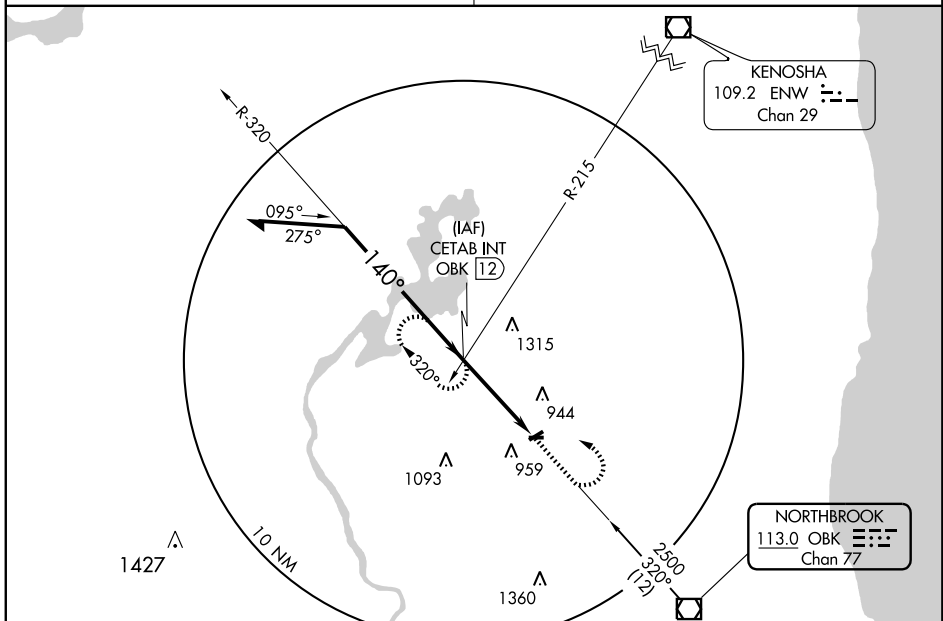 KENOSHA
109.2 ENW
Chan 29
R-320
R-215
095°
275°
(IAF)
CETAB INT
OBK 12
140°
1315
320°
944
959
1093
NORTHBROOK
113.0 OBK
Chan 77
10 NM
1427
2500
320°
(12)
1360